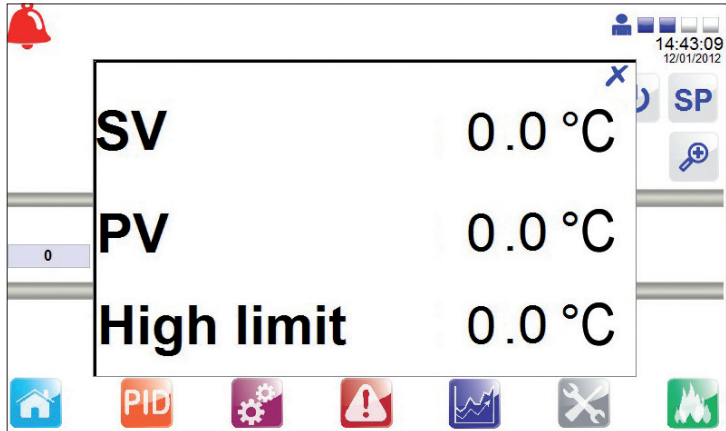 14:43:09
12/01/2012
SP
SV 0.0 °C
PV 0.0 °C
0
High limit 0.0 °C
PID